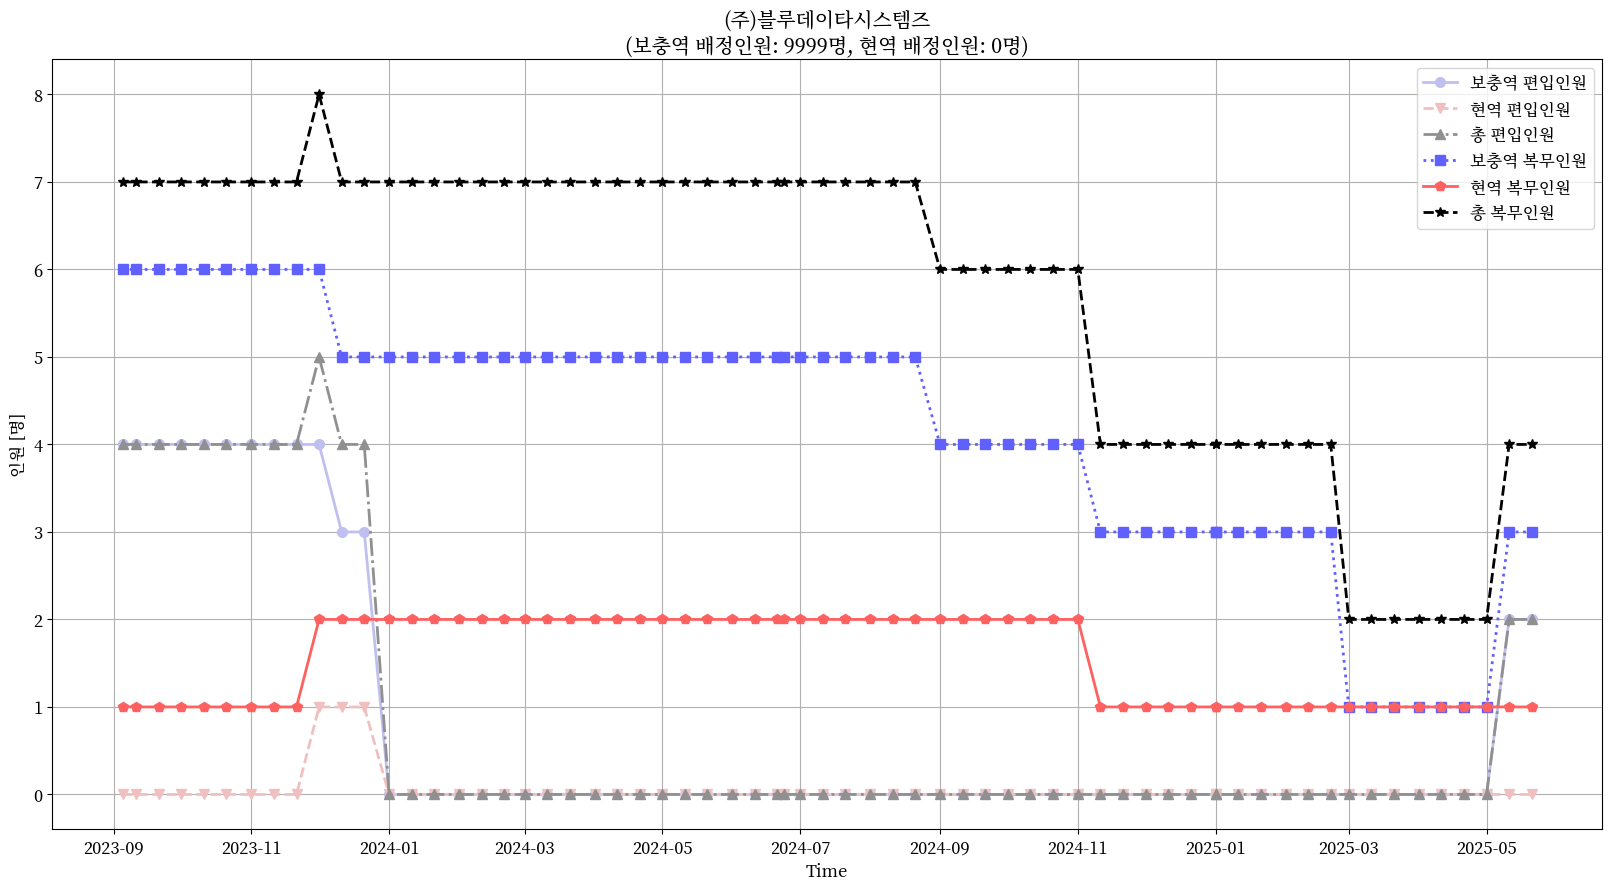 (주)블루데이타시스템즈
(보충역 배정인원: 9999명, 현역 배정인원: 0명)
보충역 편입인원
현역 편입인원
총 편입인원
보충역 복무인원
현역 복무인원
총 복무인원
인원 [명]
8
7
6
5
4
3
2
1
0
2023-09
2023-11
2024-01
2024-03
2024-05
2024-07
2024-09
2024-11
2025-01
2025-03
2025-05
Time